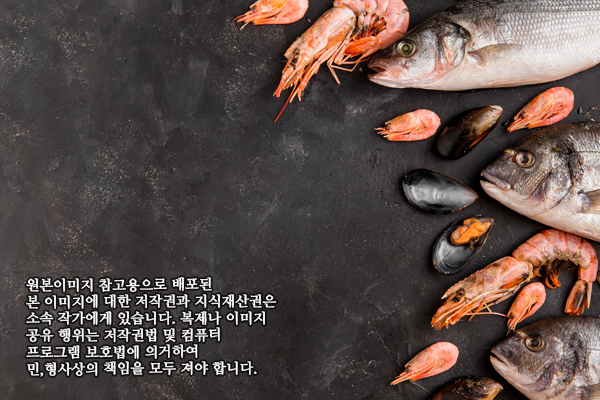 원본이미지 참고용으로 배포된
본 이미지에 대한 저작권과 지식재산권은
소속 작가에게 있습니다. 복제나 이미지
공유 행위는 저작권법 및 컴퓨터
프로그램 보호법에 의거하여
민,형사상의 책임을 모두 져야 합니다.